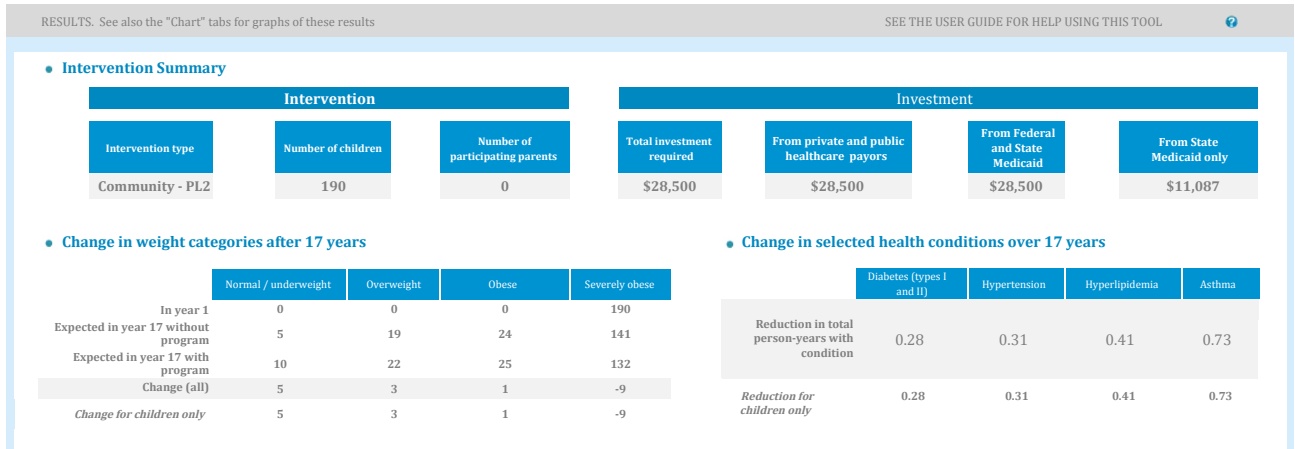 RESULTS. See also the "Chart" tabs for graphs of these results
SEE THE USER GUIDE FOR HELP USING THIS TOOL
?
Intervention Summary
Intervention
Investment
Intervention type
Number of children
Number of
participating parents
Total investment
required
From private and public
healthcare payors
From Federal
and State
Medicaid
From State
Medicaid only
Community - PL2
190
0
$28,500
$28,500
$28,500
$11,087
Change in weight categories after 17 years
Normal / underweight
Overweight
Obese
Severely obese
In year 1
0
0
0
190
Expected in year 17 without
program
5
19
24
141
Expected in year 17 with
program
10
22
25
132
Change (all)
5
3
1
-9
Change for children only
5
3
1
-9
Change in selected health conditions over 17 years
Diabetes (types I
and II)
Hypertension
Hyperlipidemia
Asthma
Reduction in total
person-years with
condition
0.28
0.31
0.41
0.73
Reduction for
children only
0.28
0.31
0.41
0.73